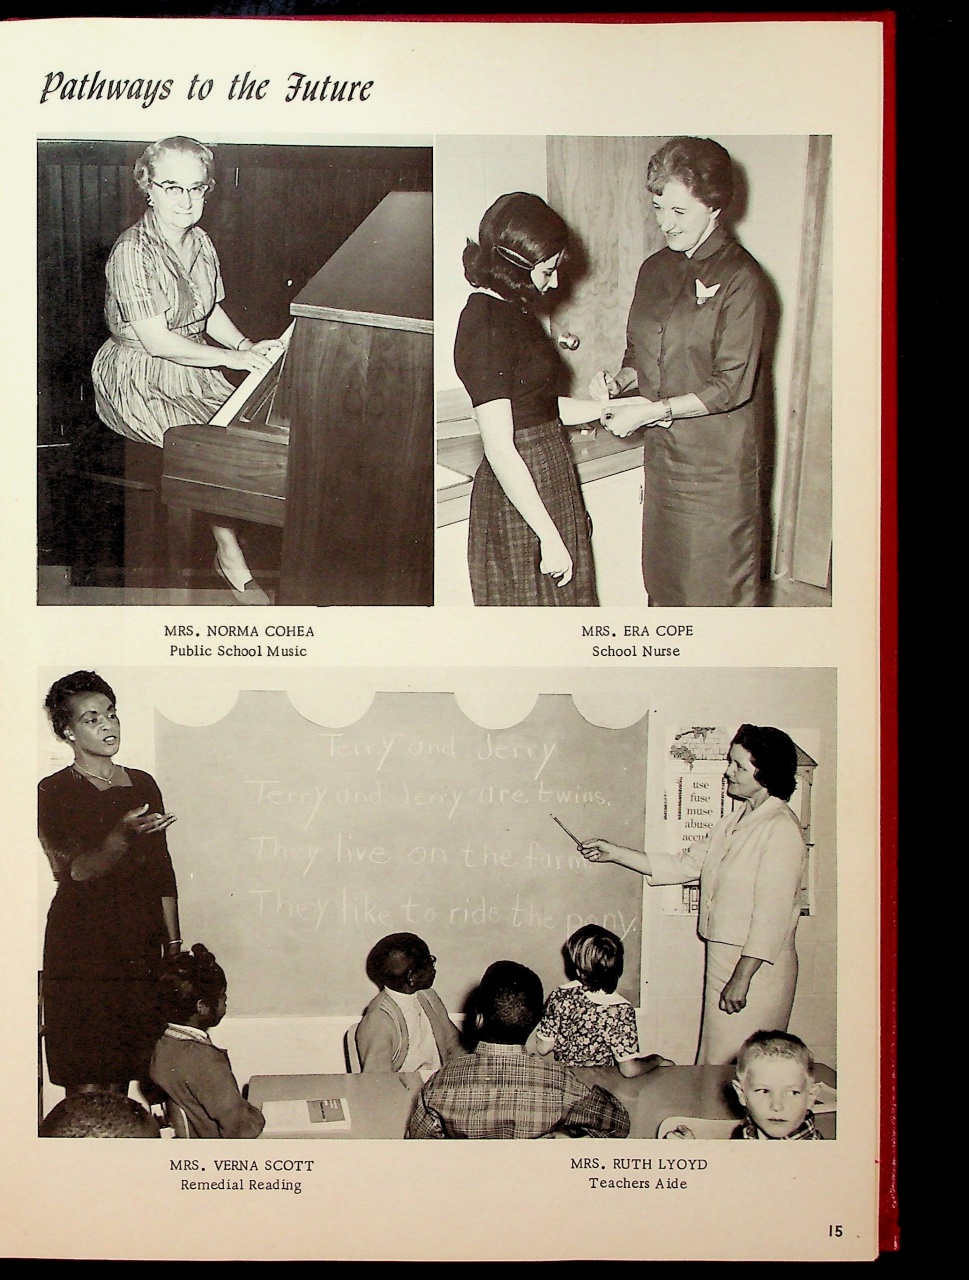 Pathways to the Future
MRS. NORMA COHEA
Public School Music
MRS. ERA COPE
School Nurse
Terry and Jerry
Terry and Jerry are twins.
They live on the farm
They like to ride the pony.
use
fuse
muse
abuse
MRS. VERNA SCOTT
Remedial Reading
MRS. RUTH LYOYD
Teachers Aide
15